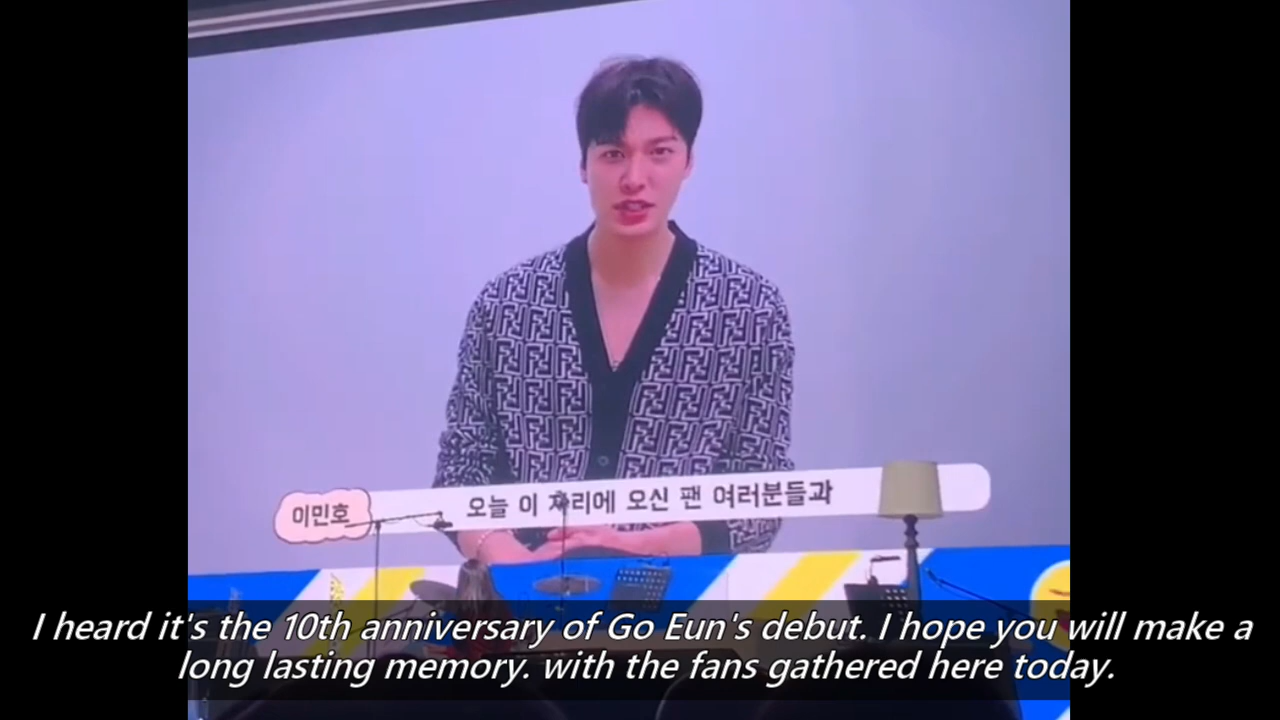 이민호
오늘 이 자리에 오신 팬 여러분들과
I heard it's the 10th anniversary of Go Eun's debut. I hope you will make a
long lasting memory. with the fans gathered here today.